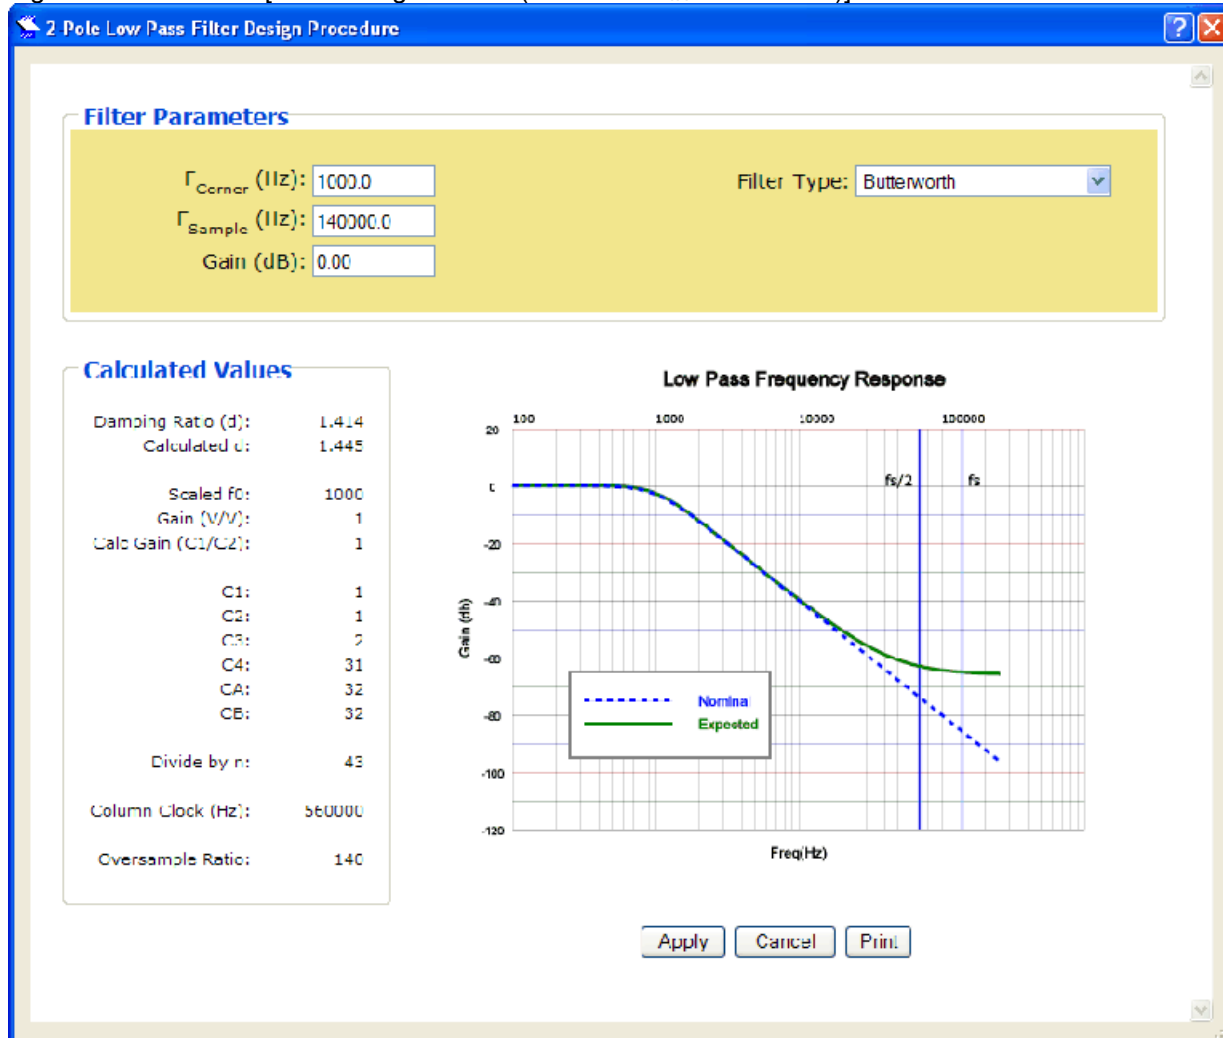 2-Pole Low Pass Filter Design Procedure
Filter Parameters
F Corner (Hz): 1000.0
F Sample (Hz): 140000.0
Gain (dB): 0.00
Filter Type: Butterworth
Calculated Values
Damping Ratio (d): 1.414
Calculated d: 1.445
Scaled f0: 1000
Gain (V/V): 1
Calc Gain (C1/C2): 1
C1: 1
C2: 1
C3: 2
C4: 31
CA: 32
CB: 32
Divide by n: 43
Column Clock (Hz): 560000
Oversample Ratio: 140
Low Pass Frequency Response
100 1000 10000 100000
20
0
-20
-40
-60
-80
-100
-120
Gain (db)
fs/2 fs
Nominal
Expected
Freq(Hz)
Apply Cancel Print